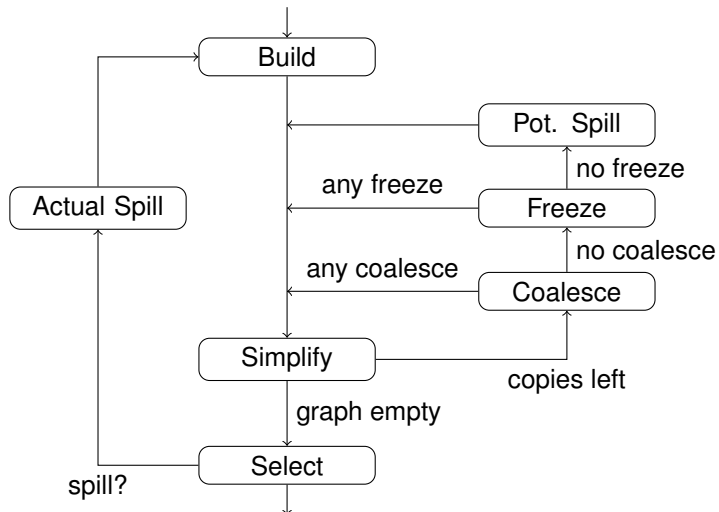 Build
Pot. Spill
no freeze
any freeze
Freeze
Actual Spill
no coalesce
any coalesce
Coalesce
Simplify
copies left
graph empty
Select
spill?